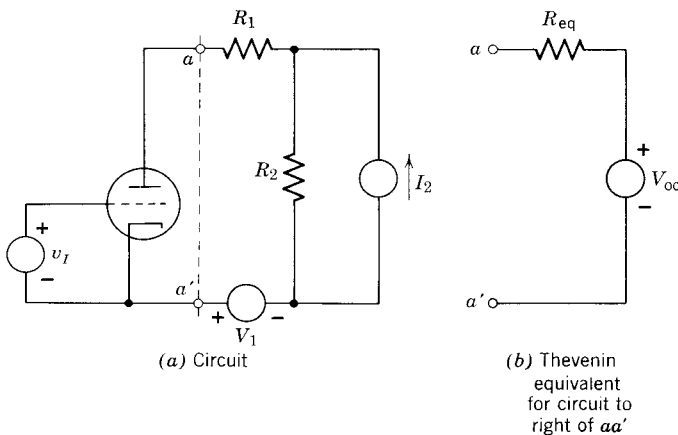 R1
Req
a
a
R2
I2
+
Voc
-
+
vI
-
a'
a'
+
-
V1
(a) Circuit
(b) Thevenin
equivalent
for circuit to
right of aa'